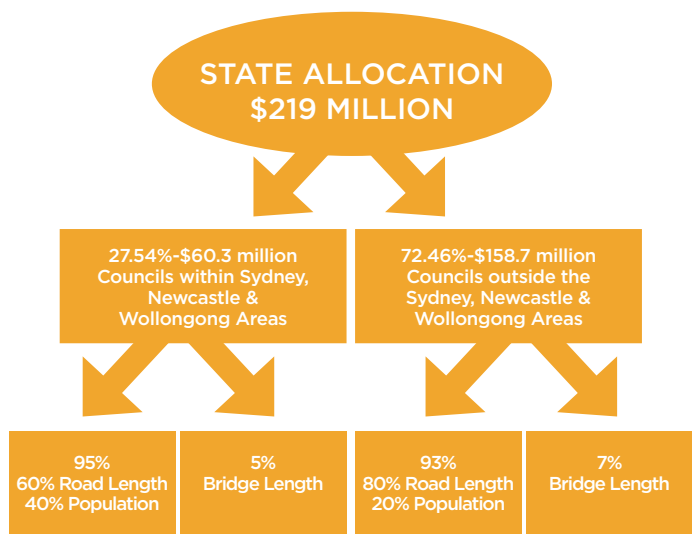 STATE ALLOCATION
$219 MILLION
27.54%-$60.3 million
Councils within Sydney,
Newcastle &
Wollongong Areas
72.46%-$158.7 million
Councils outside the
Sydney, Newcastle &
Wollongong Areas
95%
60% Road Length
40% Population
5%
Bridge Length
93%
80% Road Length
20% Population
7%
Bridge Length